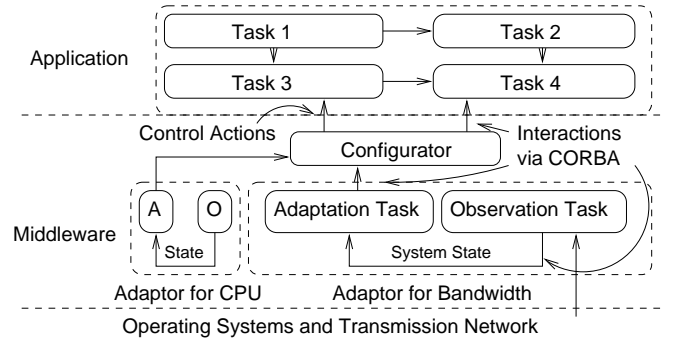 Task 1
Task 2
Application
Task 3
Task 4
Control Actions
Interactions
via CORBA
Configurator
A
O
Adaptation Task
Observation Task
Middleware
State
System State
Adaptor for CPU
Adaptor for Bandwidth
Operating Systems and Transmission Network